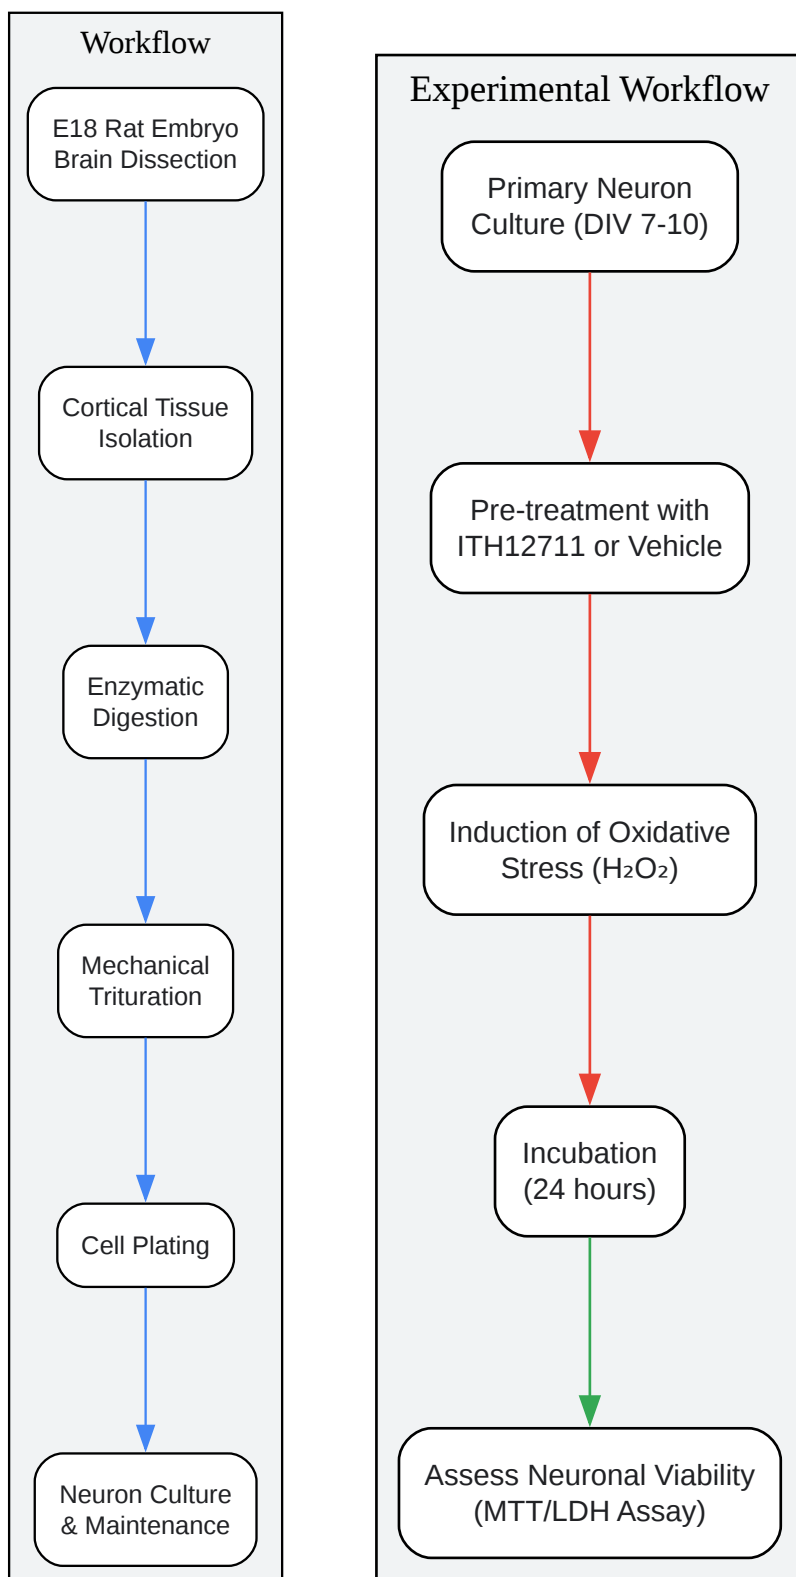 Workflow
E18 Rat Embryo
Brain Dissection
Cortical Tissue
Isolation
Enzymatic
Digestion
Mechanical
Trituration
Cell Plating
Neuron Culture
& Maintenance
Experimental Workflow
Primary Neuron
Culture (DIV 7-10)
Pre-treatment with
ITH12711 or Vehicle
Induction of Oxidative
Stress (H₂O₂)
Incubation
(24 hours)
Assess Neuronal Viability
(MTT/LDH Assay)